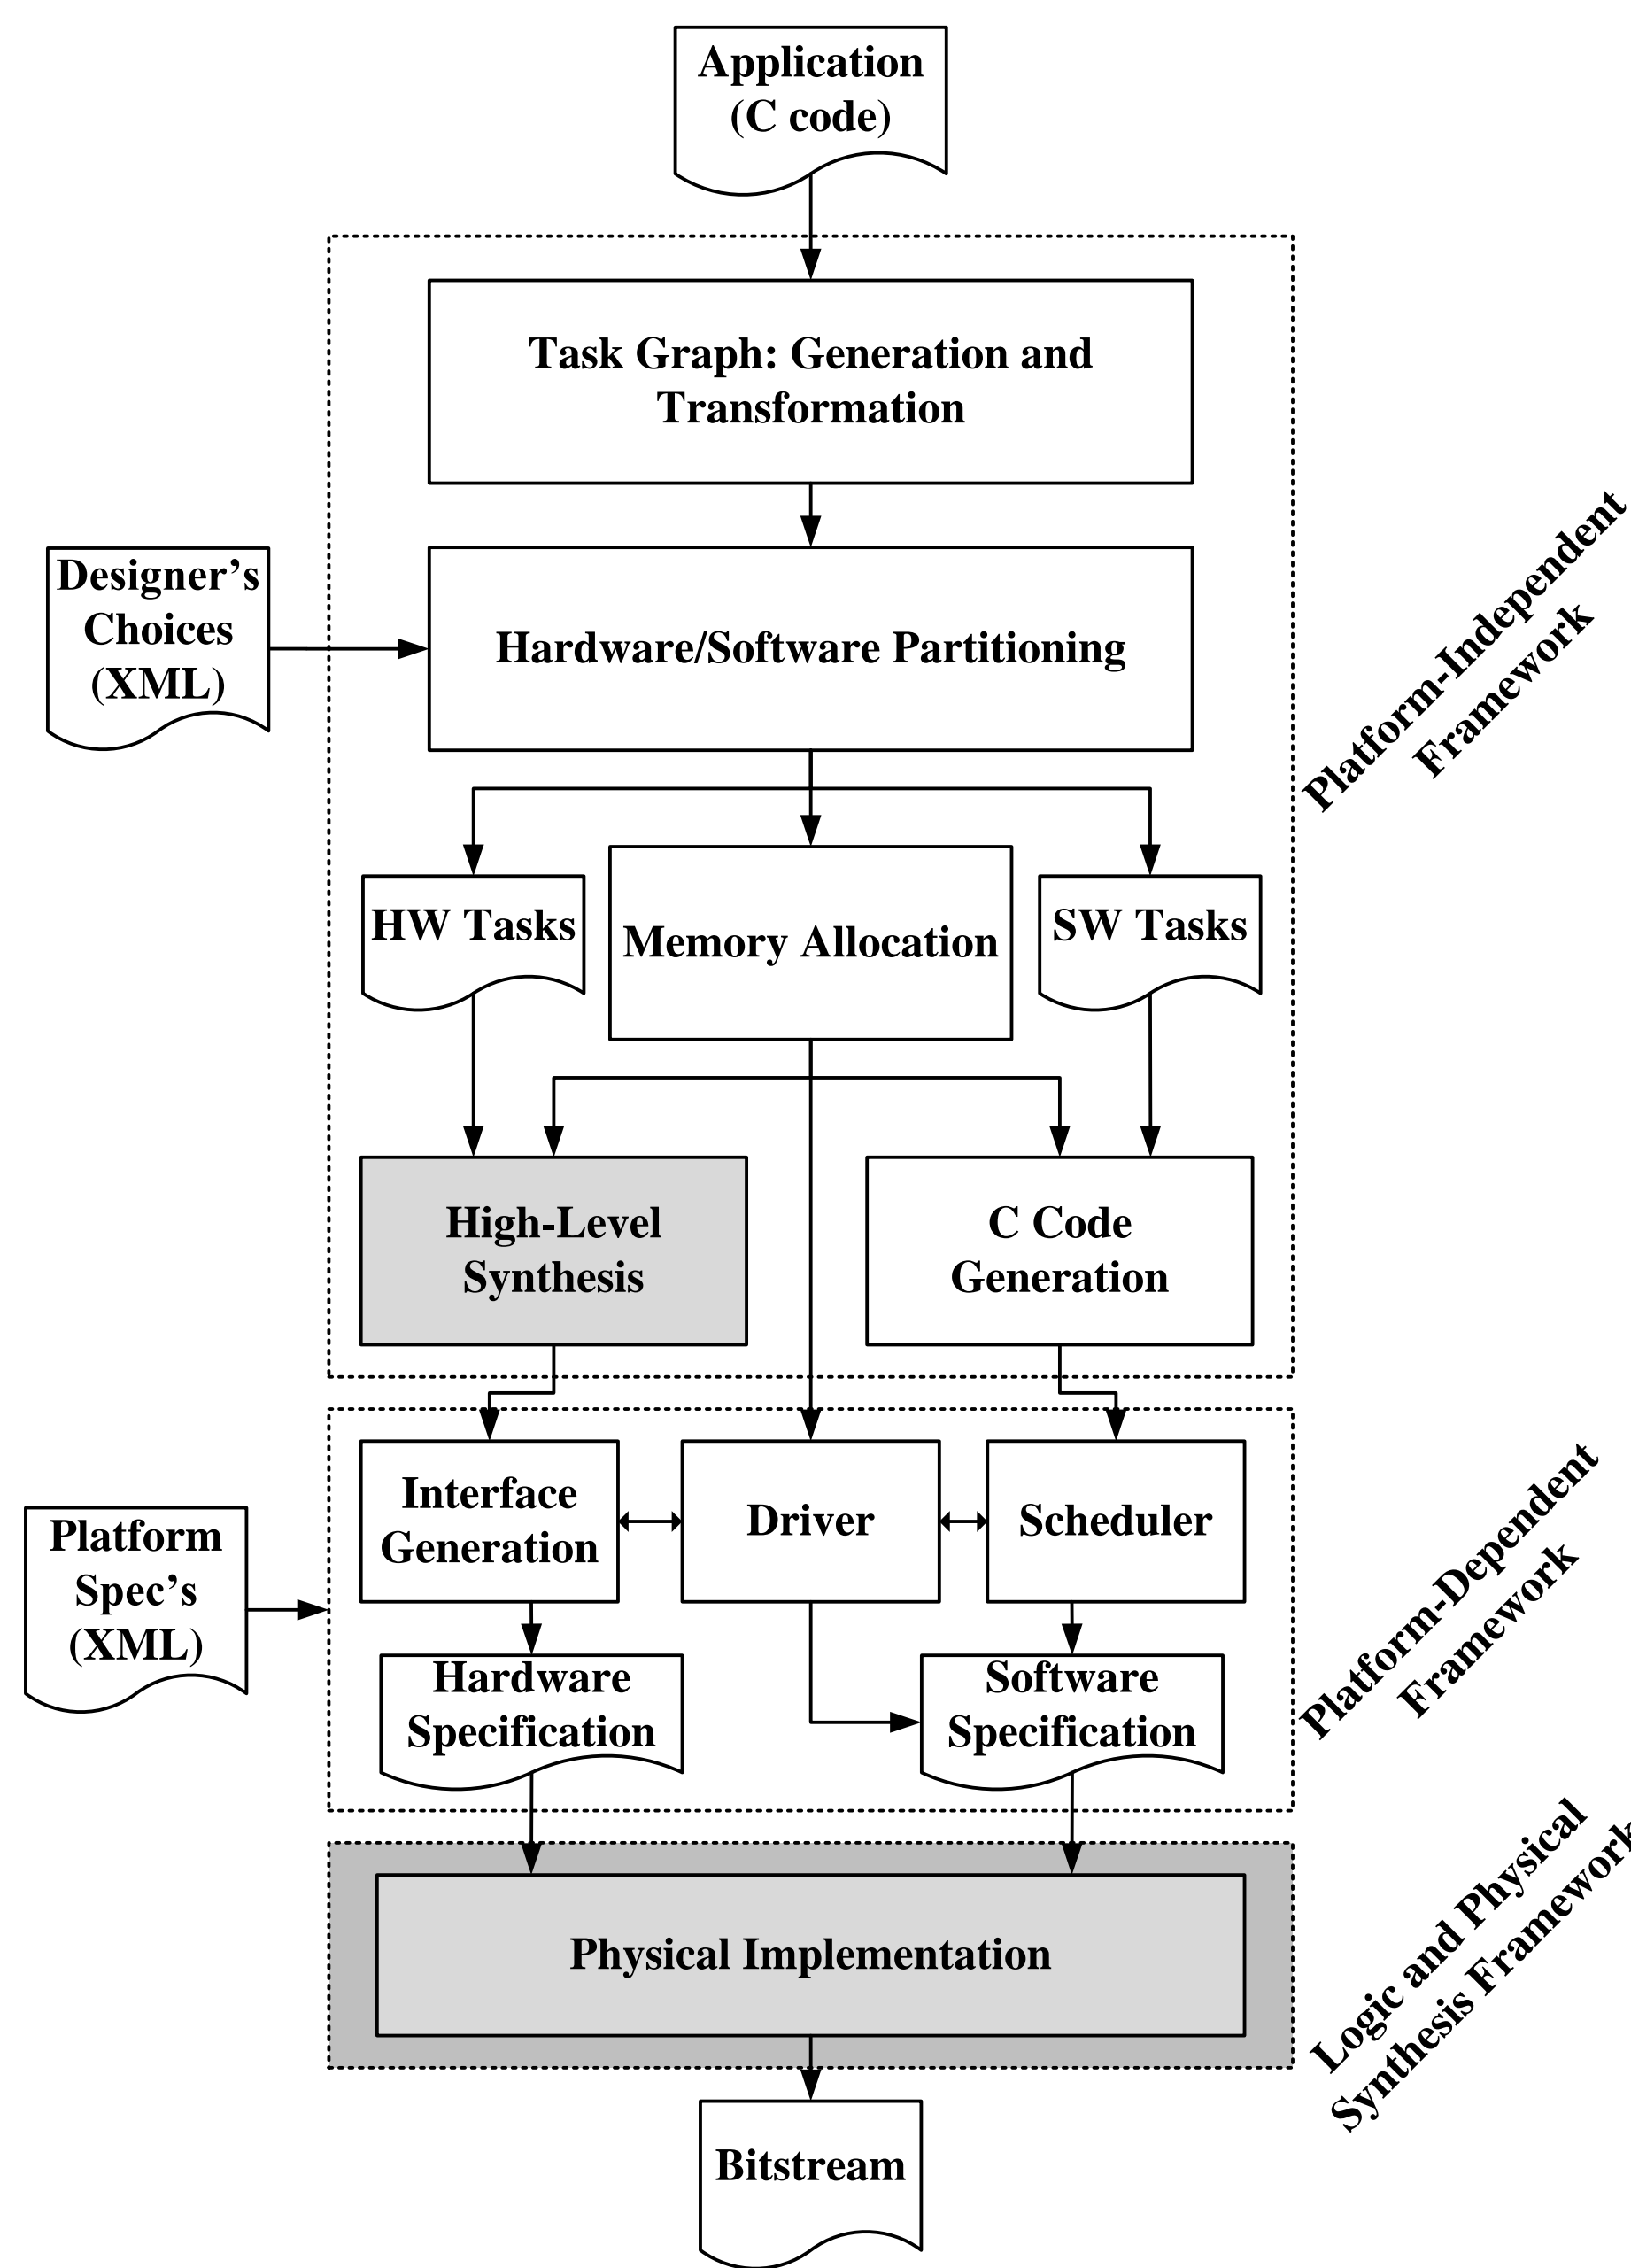 Application
(C code)
Task Graph: Generation and
Transformation
Platform-Independent
Framework
Designer's
Choices
(XML)
Hardware/Software Partitioning
HW Tasks
Memory Allocation
SW Tasks
High-Level
Synthesis
C Code
Generation
Platform-Dependent
Framework
Interface
Generation
Driver
Scheduler
Platform
Spec's
(XML)
Hardware
Specification
Software
Specification
Logic and Physical
Synthesis Framework
Physical Implementation
Bitstream